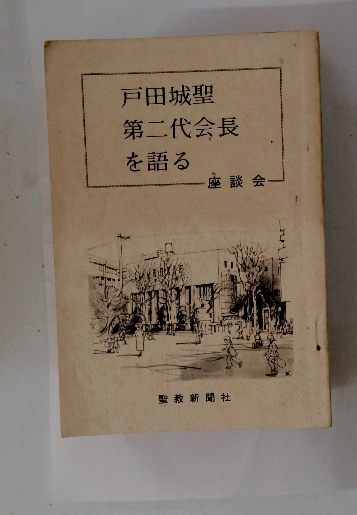 戸田城聖
第二代会長
を語る
座談会
聖教新聞社